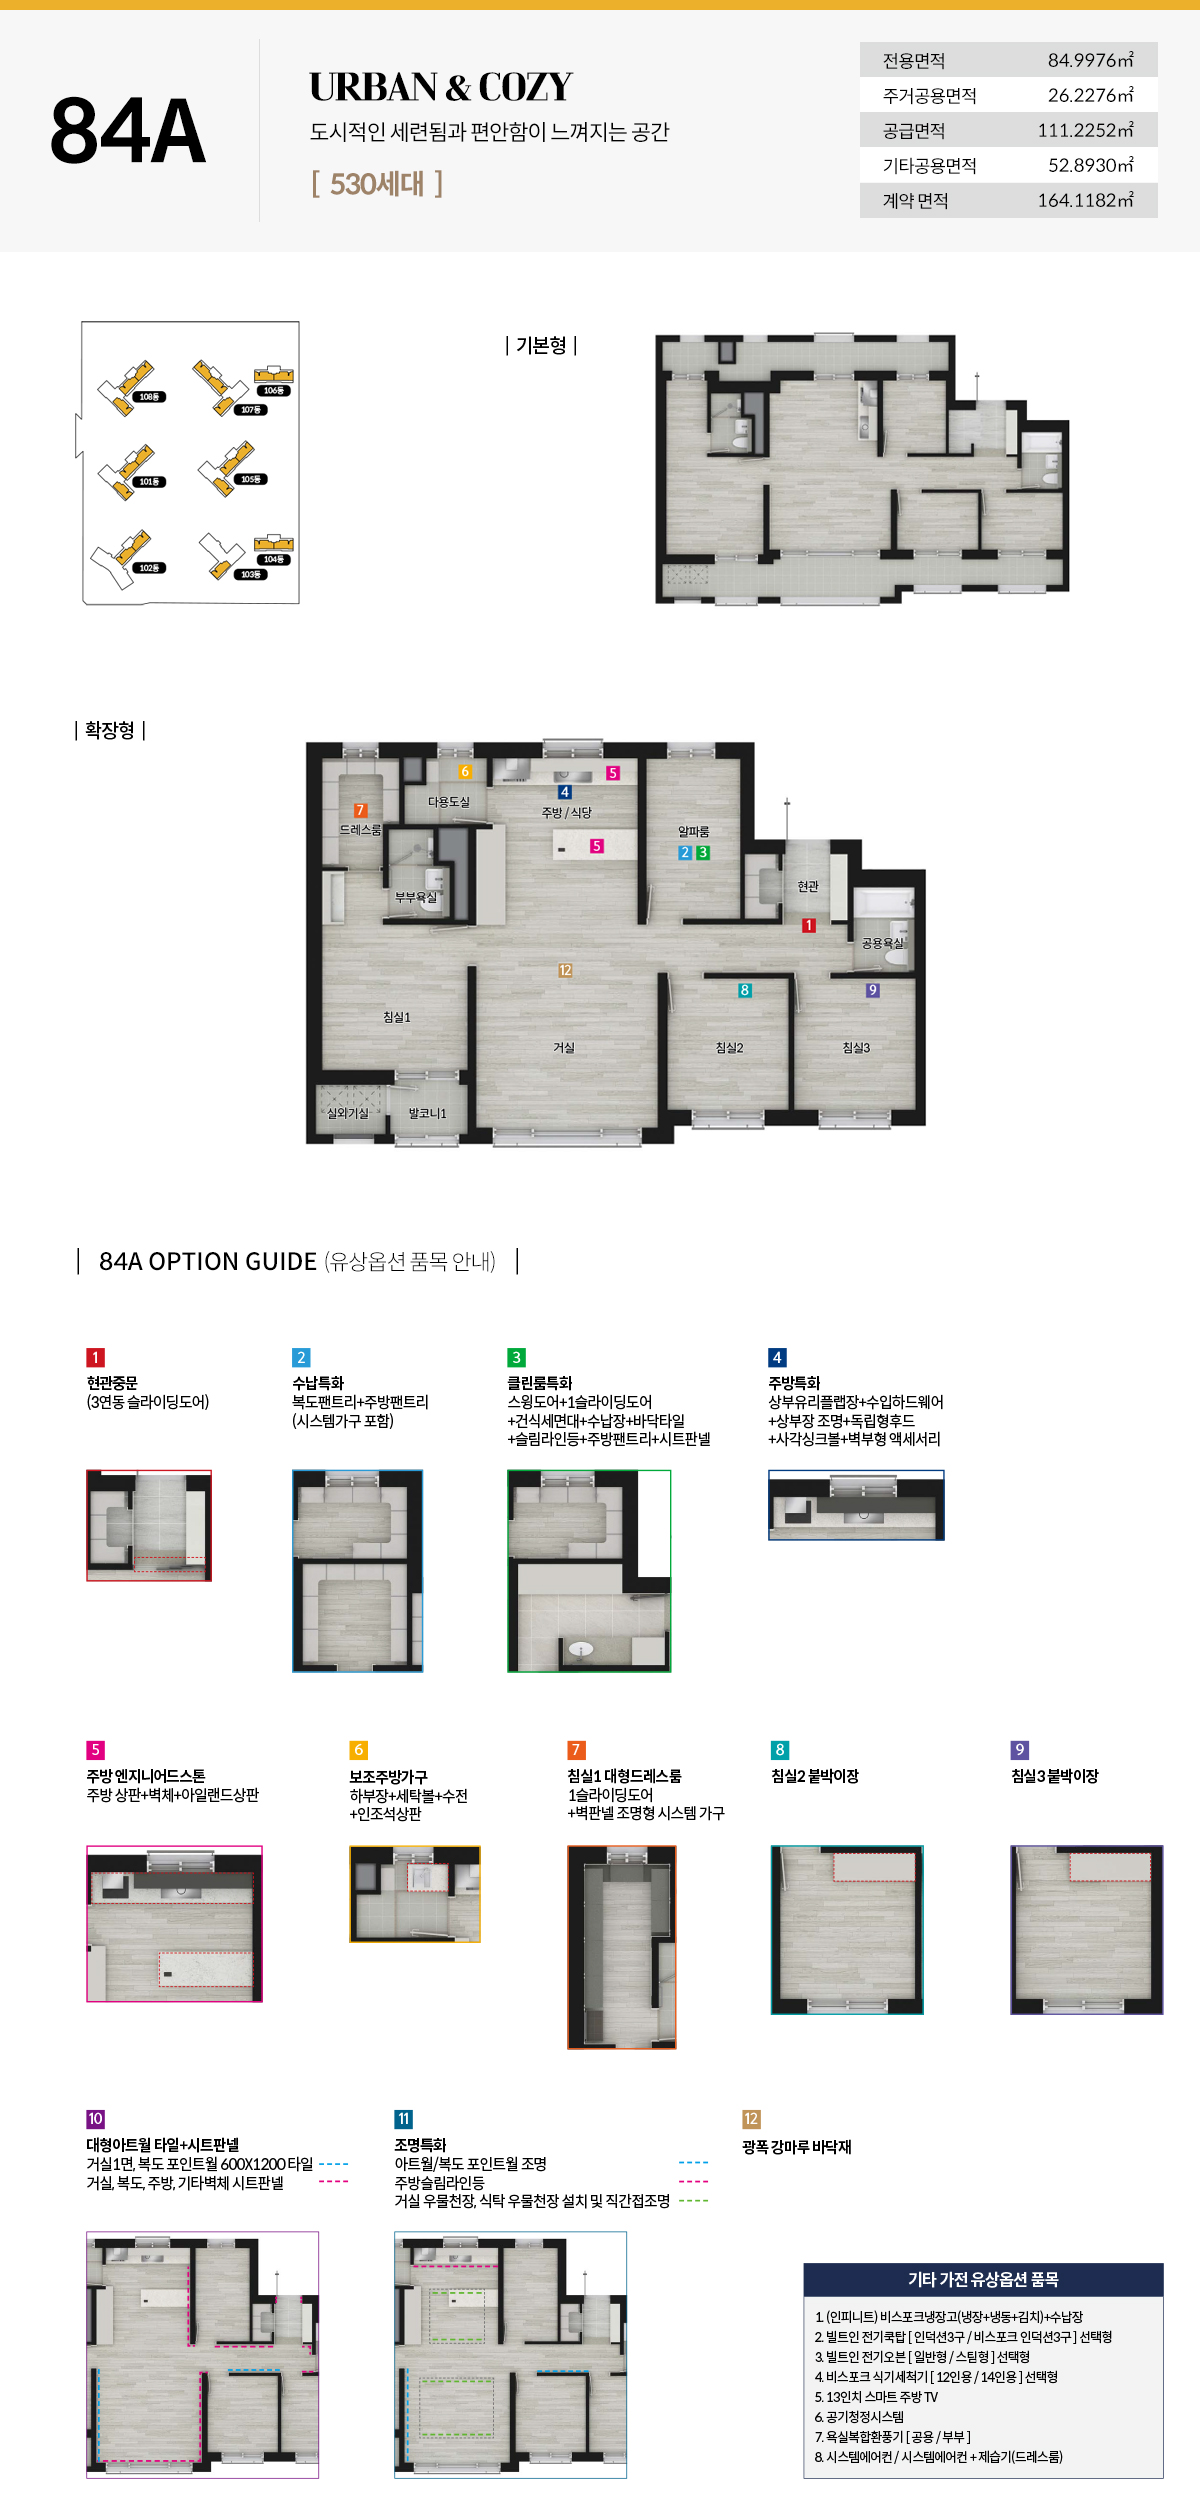 84A
URBAN & COZY
도시적인 세련됨과 편안함이 느껴지는 공간
[ 530세대 ]
전용면적 84.9976㎡
주거공용면적 26.2276㎡
공급면적 111.2252㎡
기타공용면적 52.8930㎡
계약 면적 164.1182㎡
108동
107동
106동
101동
105동
102동
103동
104동
| 기본형 |
| 확장형 |
7
드레스룸
6
다용도실
4
주방 / 식당
5
5
알파룸
2 3
현관
1
부부욕실
공용욕실
12
8
9
침실1
거실
침실2
침실3
실외기실
발코니1
| 84A OPTION GUIDE (유상옵션 품목 안내) |
1
현관중문
(3연동 슬라이딩도어)
2
수납특화
복도팬트리+주방팬트리
(시스템가구 포함)
3
클린룸특화
스윙도어+1슬라이딩도어
+건식세면대+수납장+바닥타일
+슬림라인등+주방팬트리+시트판넬
4
주방특화
상부유리플랩장+수입하드웨어
+상부장 조명+독립형후드
+사각싱크볼+벽부형 액세서리
5
주방 엔지니어드스톤
주방 상판+벽체+아일랜드상판
6
보조주방가구
하부장+세탁볼+수전
+인조석상판
7
침실1 대형드레스룸
1슬라이딩도어
+벽판넬 조명형 시스템 가구
8
침실2 붙박이장
9
침실3 붙박이장
10
대형아트월 타일+시트판넬
거실1면, 복도 포인트월 600X1200 타일
거실, 복도, 주방, 기타벽체 시트판넬
11
조명특화
아트월/복도 포인트월 조명
주방슬림라인등
거실 우물천장, 식탁 우물천장 설치 및 직간접조명
12
광폭 강마루 바닥재
기타 가전 유상옵션 품목
1. (인피니트) 비스포크냉장고(냉장+냉동+김치)+수납장
2. 빌트인 전기쿡탑 [ 인덕션3구 / 비스포크 인덕션3구 ] 선택형
3. 빌트인 전기오븐 [ 일반형 / 스팀형 ] 선택형
4. 비스포크 식기세척기 [ 12인용 / 14인용 ] 선택형
5. 13인치 스마트 주방 TV
6. 공기청정시스템
7. 욕실복합환풍기 [ 공용 / 부부 ]
8. 시스템에어컨 / 시스템에어컨 + 제습기(드레스룸)